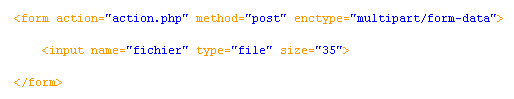 <form action="action.php" method="post" enctype="multipart/form-data">
<input name="fichier" type="file" size="35">
</form>